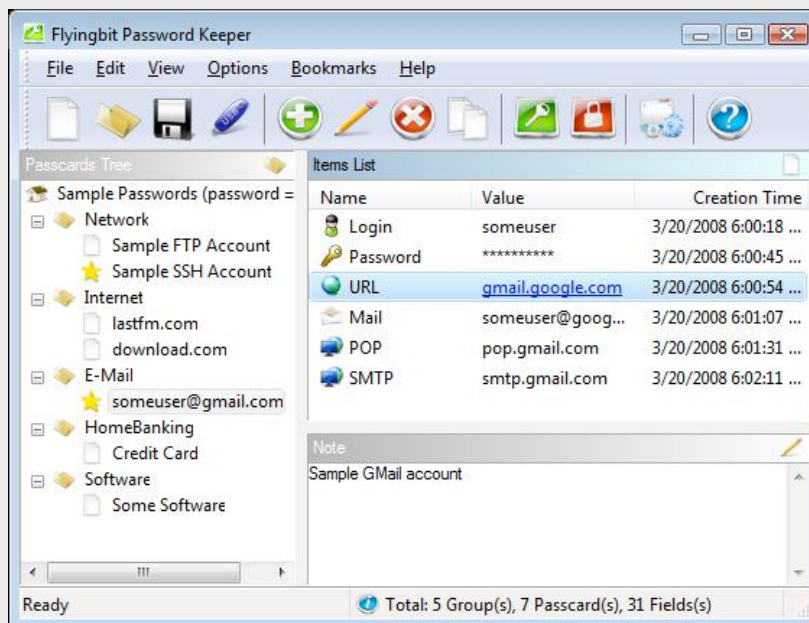 Flyingbit Password Keeper
File Edit View Options Bookmarks Help
Passcards Tree
Sample Passwords (password =
Network
Sample FTP Account
Sample SSH Account
Internet
lastfm.com
download.com
E-Mail
someuser@gmail.com
HomeBanking
Credit Card
Software
Some Software
Items List
Name Value Creation Time
Login someuser 3/20/2008 6:00:18 ...
Password ********** 3/20/2008 6:00:45 ...
URL gmail.google.com 3/20/2008 6:00:54 ...
Mail someuser@goog... 3/20/2008 6:01:07 ...
POP pop.gmail.com 3/20/2008 6:01:31 ...
SMTP smtp.gmail.com 3/20/2008 6:02:11 ...
Note
Sample GMail account
Ready Total: 5 Group(s), 7 Passcard(s), 31 Fields(s)